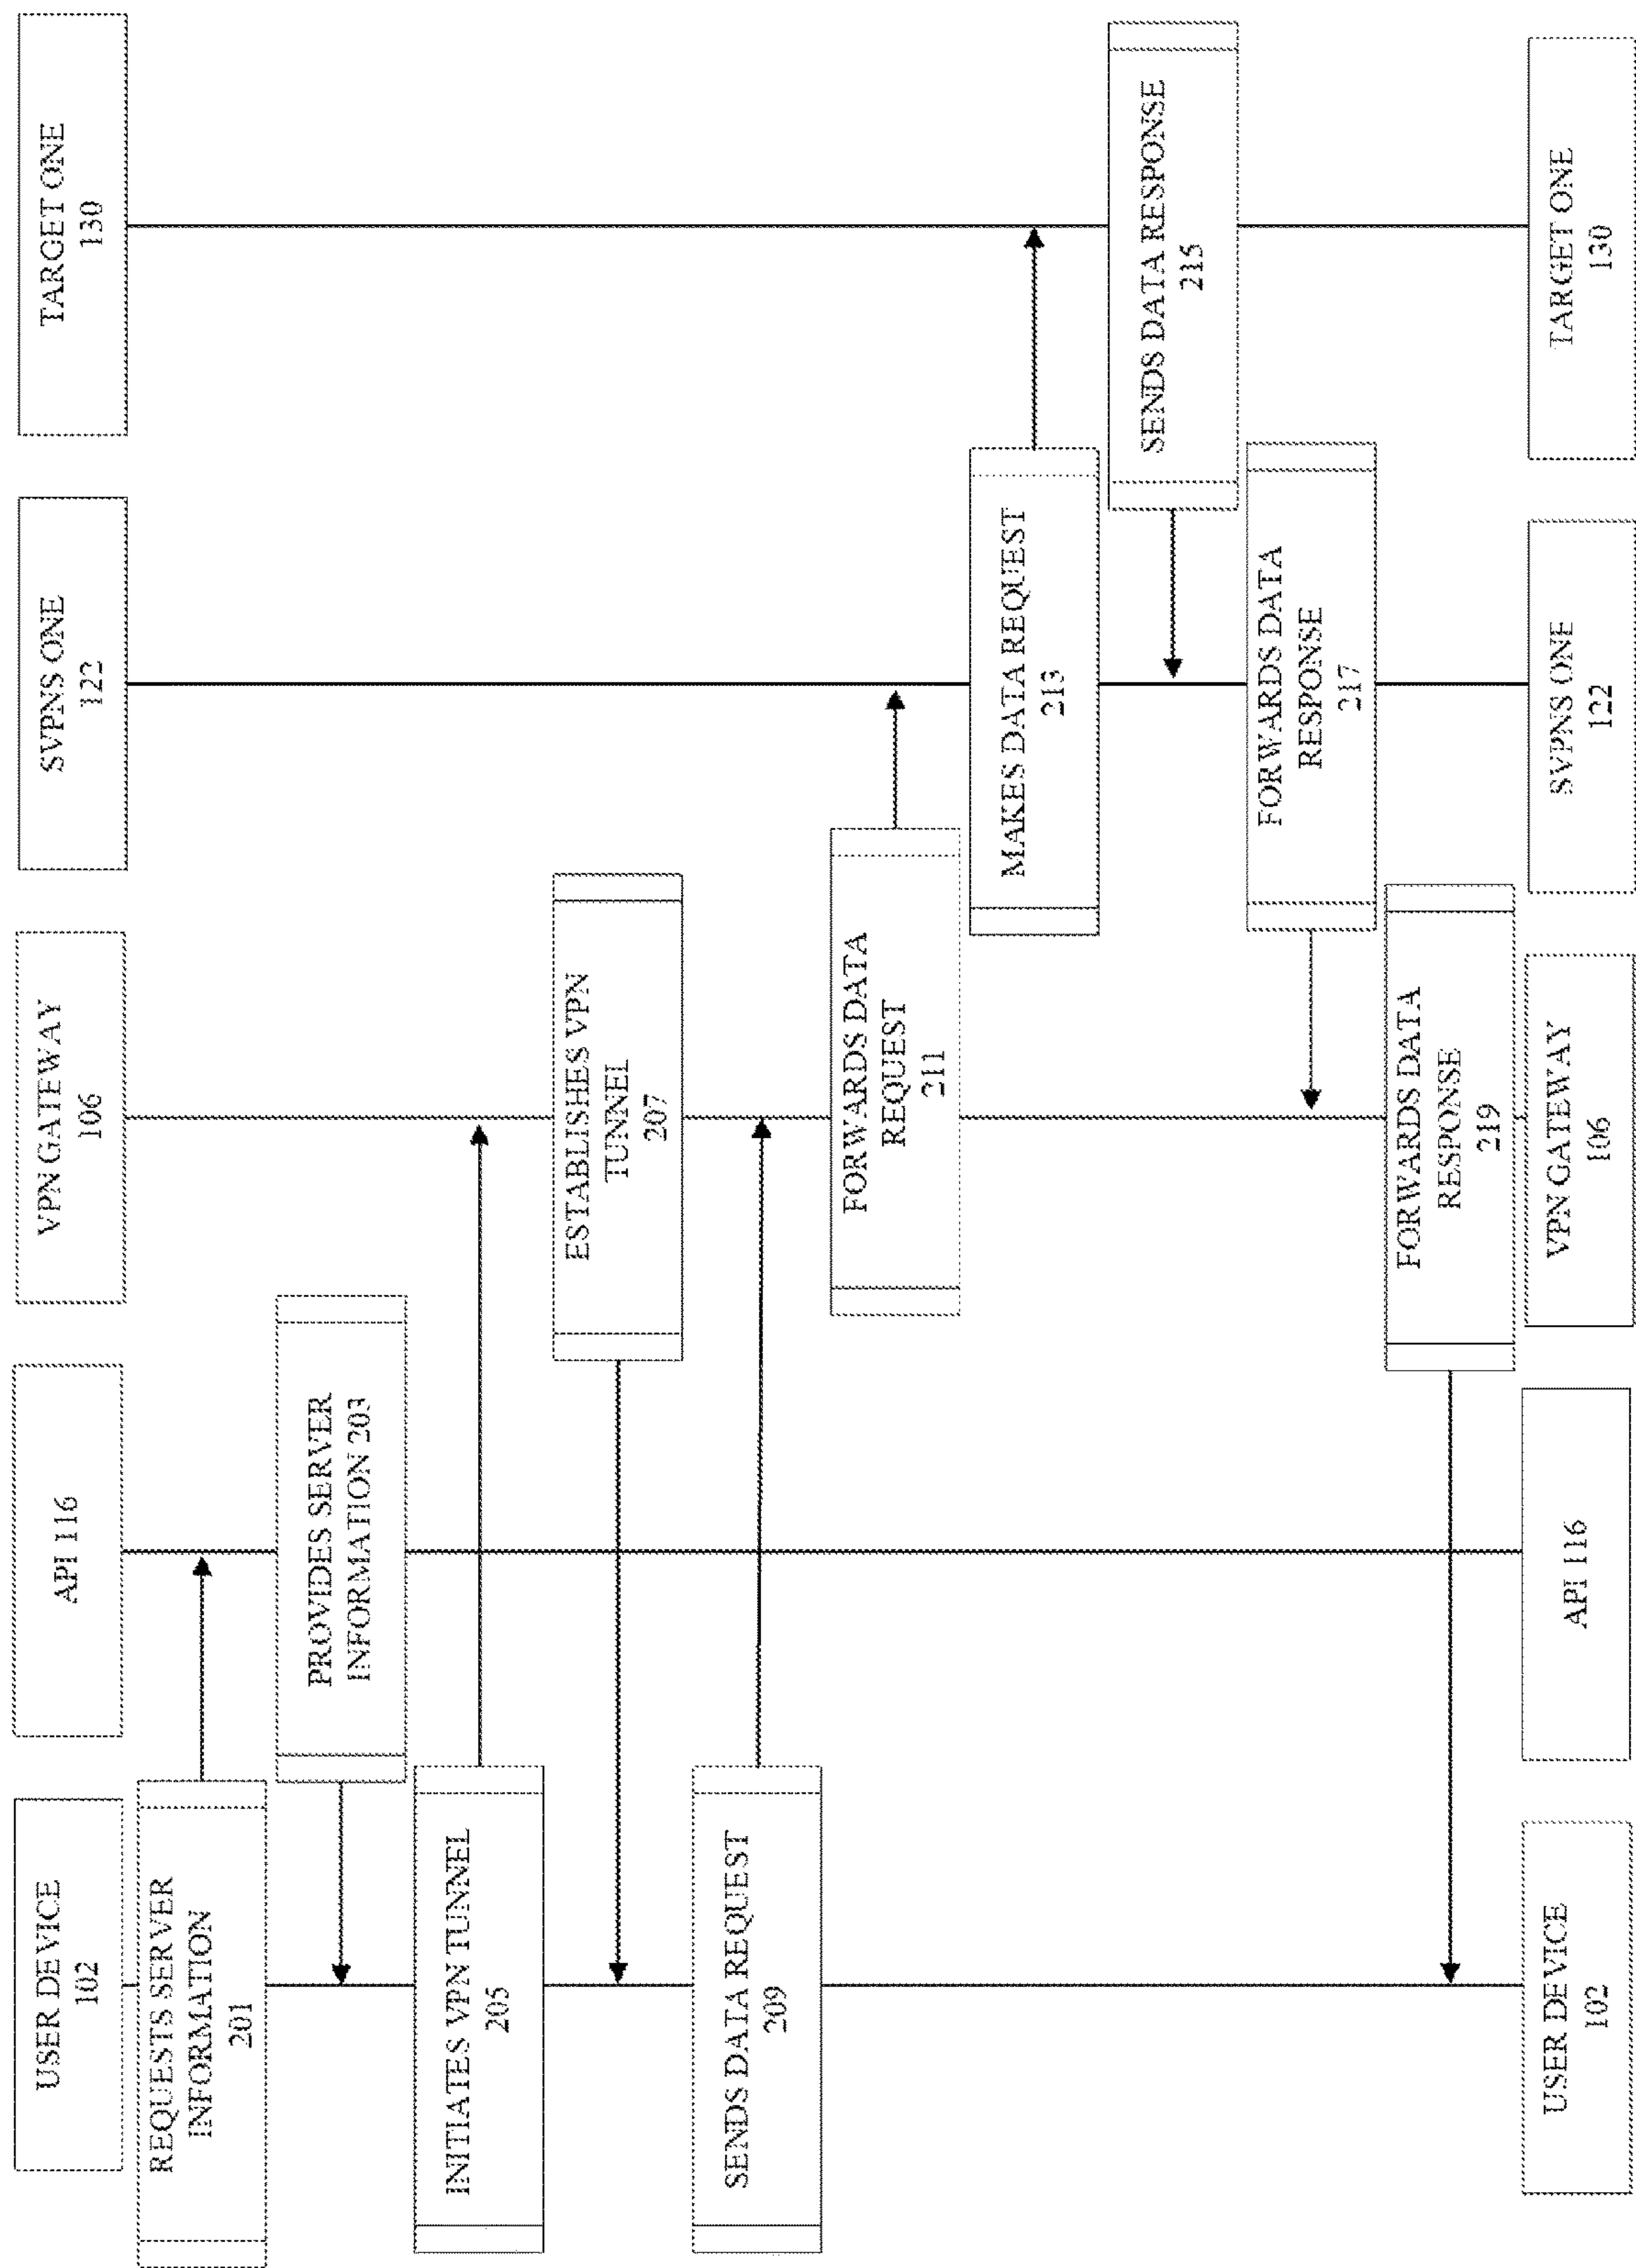 USER DEVICE
102
API 116
VPN GATEWAY
106
SVPNS ONE
122
TARGET ONE
130
REQUESTS SERVER
INFORMATION
201
PROVIDES SERVER
INFORMATION 203
INITIATES VPN TUNNEL
205
ESTABLISHES VPN
TUNNEL
207
SENDS DATA REQUEST
209
FORWARDS DATA
REQUEST
211
MAKES DATA REQUEST
213
SENDS DATA RESPONSE
215
FORWARDS DATA
RESPONSE
217
FORWARDS DATA
RESPONSE
219
USER DEVICE
102
API 116
VPN GATEWAY
106
SVPNS ONE
122
TARGET ONE
130